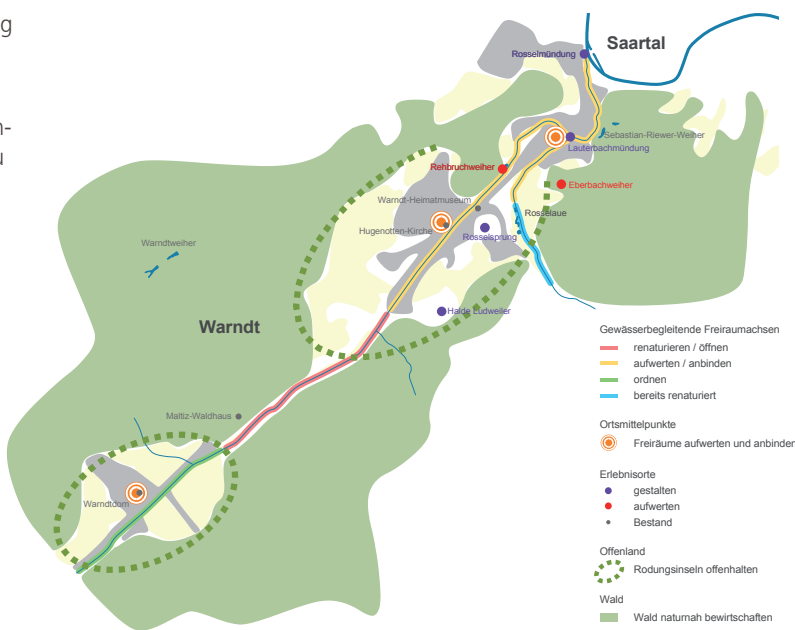 g
n-
u
Saartal
Rosselmündung
Sebastian-Riewer-Weiher
Lauterbachmündung
Rehbruchweiher
Eberbachweiher
Warndt-Heimatmuseum
Rosselaue
Hugenotten-Kirche
Rosselsprung
Warndtweiher
Halde Ludweiler
Warndt
Maltiz-Waldhaus
Warndtdom
Gewässerbegleitende Freiraumachsen
renaturieren / öffnen
aufwerten / anbinden
ordnen
bereits renaturiert
Ortsmittelpunkte
Freiräume aufwerten und anbinden
Erlebnisorte
gestalten
aufwerten
Bestand
Offenland
Rodungsinseln offenhalten
Wald
Wald naturnah bewirtschaften